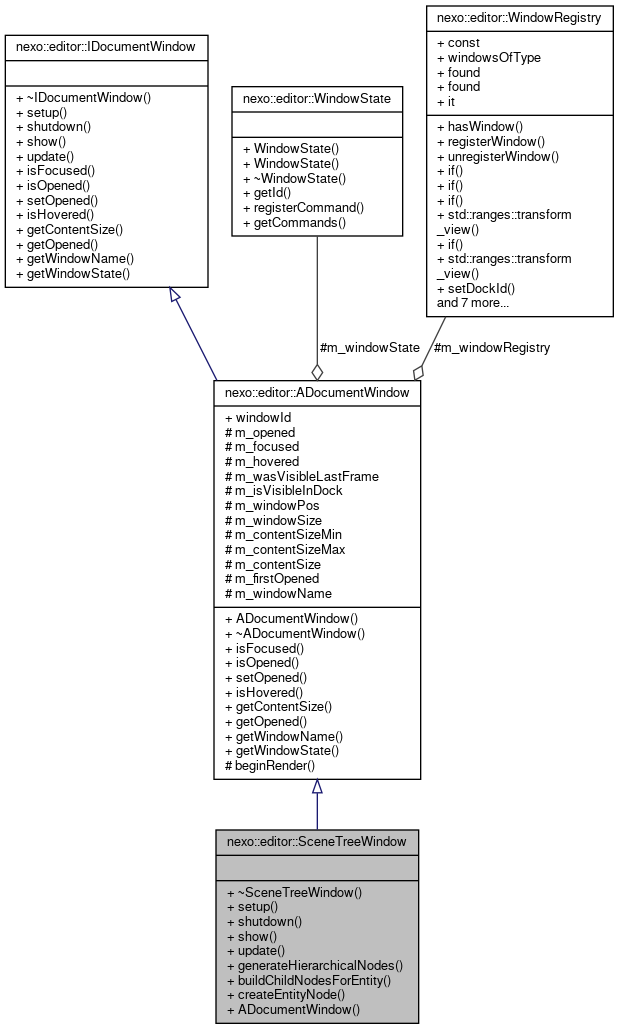 nexo::editor::WindowRegistry
+ const
+ windowsOfType
+ found
+ found
+ it
+ hasWindow()
+ registerWindow()
+ unregisterWindow()
+ if()
+ if()
+ if()
+ std::ranges::transform
_view()
+ if()
+ std::ranges::transform
_view()
+ setDockId()
and 7 more...
nexo::editor::IDocumentWindow
+ ~IDocumentWindow()
+ setup()
+ shutdown()
+ show()
+ update()
+ isFocused()
+ isOpened()
+ setOpened()
+ isHovered()
+ getContentSize()
+ getOpened()
+ getWindowName()
+ getWindowState()
nexo::editor::WindowState
+ WindowState()
+ WindowState()
+ ~WindowState()
+ getId()
+ registerCommand()
+ getCommands()
#m_windowState
#m_windowRegistry
nexo::editor::ADocumentWindow
+ windowId
# m_opened
# m_focused
# m_hovered
# m_wasVisibleLastFrame
# m_isVisibleInDock
# m_windowPos
# m_windowSize
# m_contentSizeMin
# m_contentSizeMax
# m_contentSize
# m_firstOpened
# m_windowName
+ ADocumentWindow()
+ ~ADocumentWindow()
+ isFocused()
+ isOpened()
+ setOpened()
+ isHovered()
+ getContentSize()
+ getOpened()
+ getWindowName()
+ getWindowState()
# beginRender()
nexo::editor::SceneTreeWindow
+ ~SceneTreeWindow()
+ setup()
+ shutdown()
+ show()
+ update()
+ generateHierarchicalNodes()
+ buildChildNodesForEntity()
+ createEntityNode()
+ ADocumentWindow()